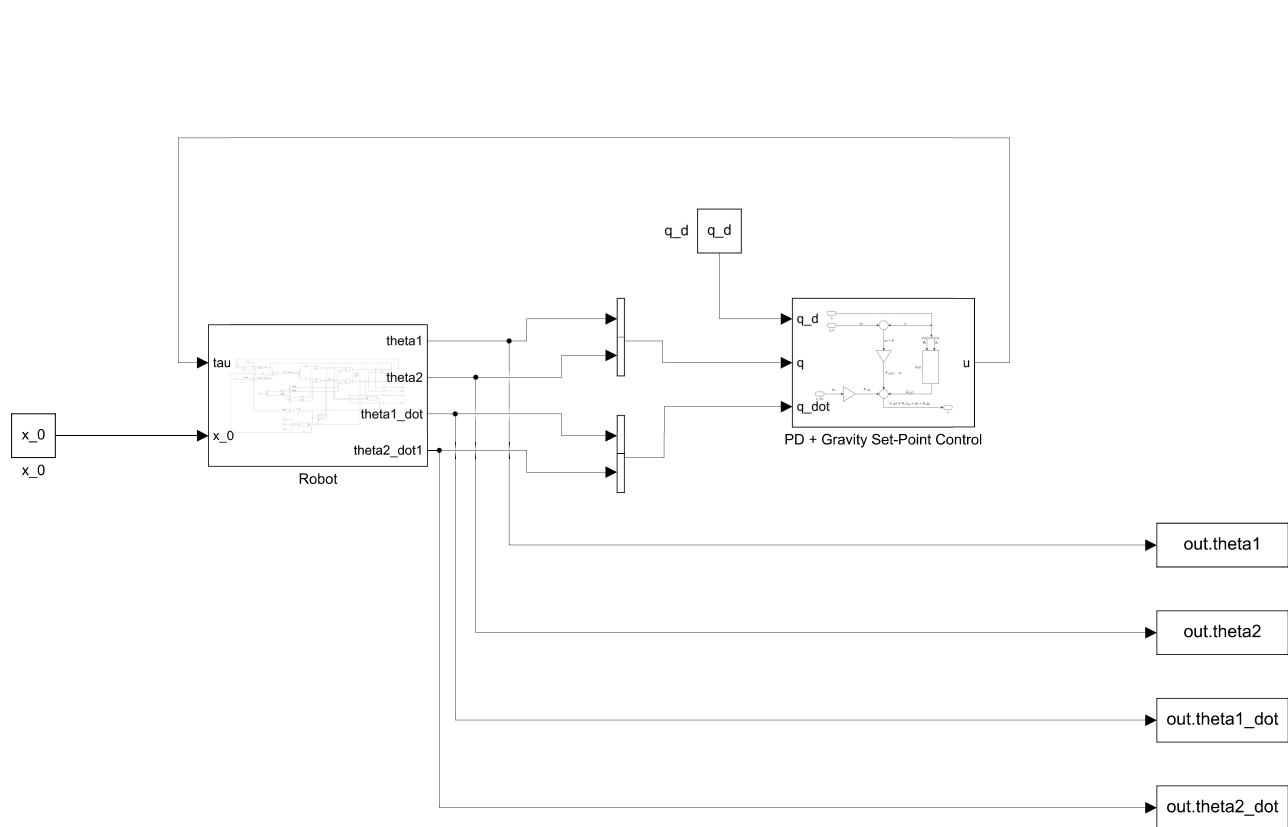 q_d
q_d
q_d
theta1
tau
theta2
q
u
theta1_dot
q_dot
x_0
x_0
theta2_dot1
PD + Gravity Set-Point Control
x_0
Robot
out.theta1
out.theta2
out.theta1_dot
out.theta2_dot